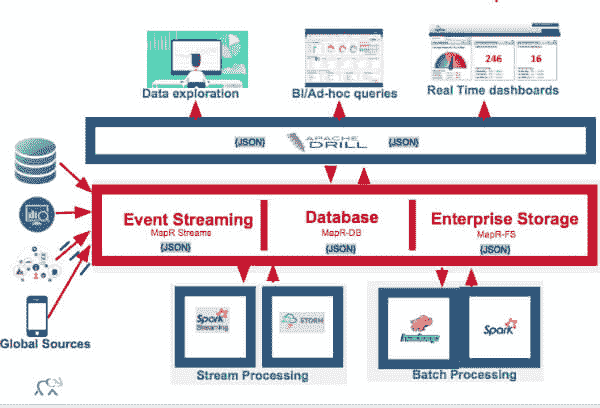 Data exploration
BI/Ad-hoc queries
Real Time dashboards
246
16
{JSON}
APACHE
DRILL
{JSON}
Event Streaming
MapR Streams
{JSON}
Database
MapR-DB
{JSON}
Enterprise Storage
MapR-FS
{JSON}
Global Sources
Spark
Streaming
STORM
Stream Processing
hadoop
Spark
Batch Processing